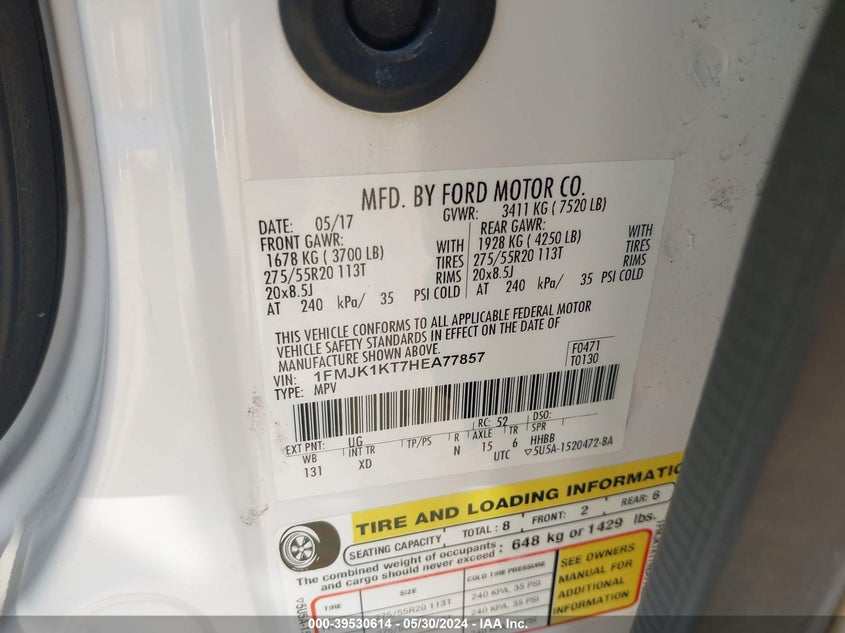 MFD. BY FORD MOTOR CO.
DATE: 05/17 GVWR: 3411 KG ( 7520 LB)
FRONT GAWR: REAR GAWR:
1678 KG ( 3700 LB) WITH 1928 KG ( 4250 LB) WITH
275/55R20 113T TIRES 275/55R20 113T TIRES
20x8.5J RIMS 20x8.5J RIMS
AT 240 kPa/ 35 PSI COLD AT 240 kPa/ 35 PSI COLD
THIS VEHICLE CONFORMS TO ALL APPLICABLE FEDERAL MOTOR
VEHICLE SAFETY STANDARDS IN EFFECT ON THE DATE OF
MANUFACTURE SHOWN ABOVE.
VIN: 1FMJK1KT7HEA77857
TYPE: MPV
F0471
T0130
EXT PNT: UG RC: 52 DSO:
WB INT TR TP/PS R AXLE TR SPR
131 XD N 15 6 HHBB
UTC ▽5U5A-1520472-BA
TIRE AND LOADING INFORMATIO
SEATING CAPACITY TOTAL: 8 FRONT: 2 REAR: 6
The combined weight of occupants
and cargo should never exceed: 648 kg or 1429 lbs.
TIRE SIZE COLD TIRE PRESSURE
275/55R20 113T 240 KPA, 35 PSI
240 KPA, 35 PSI
SEE OWNERS
MANUAL FOR
ADDITIONAL
INFORMATION
000-39530614 - 05/30/2024 - IAA Inc.